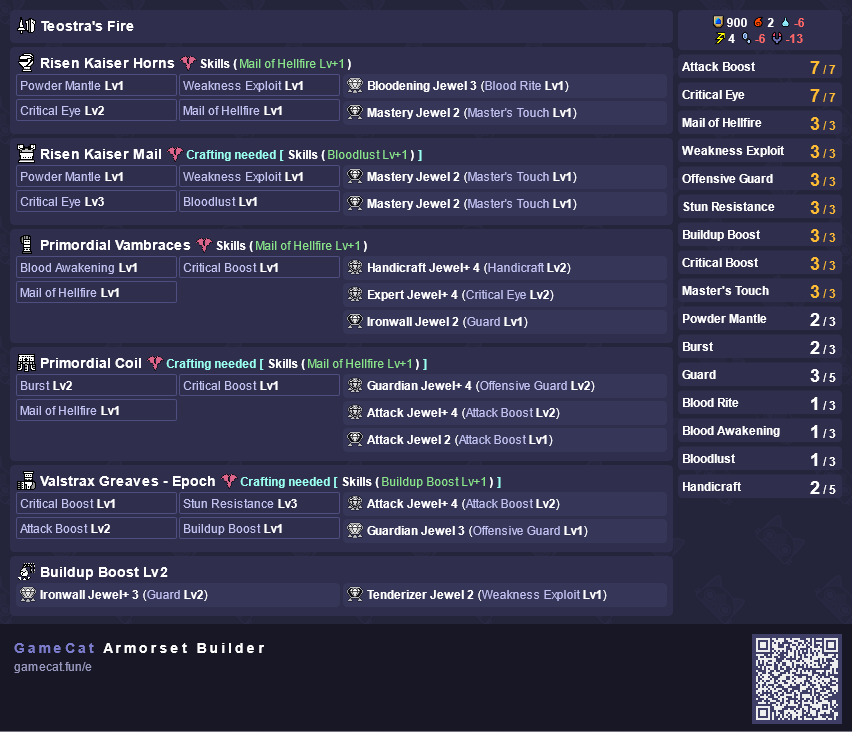 Teostra's Fire
Risen Kaiser Horns Skills ( Mail of Hellfire Lv+1 )
Powder Mantle Lv1 Weakness Exploit Lv1 Bloodening Jewel 3 (Blood Rite Lv1)
Critical Eye Lv2 Mail of Hellfire Lv1 Mastery Jewel 2 (Master's Touch Lv1)
Risen Kaiser Mail Crafting needed [ Skills ( Bloodlust Lv+1 ) ]
Powder Mantle Lv1 Weakness Exploit Lv1 Mastery Jewel 2 (Master's Touch Lv1)
Critical Eye Lv3 Bloodlust Lv1 Mastery Jewel 2 (Master's Touch Lv1)
Primordial Vambraces Skills ( Mail of Hellfire Lv+1 )
Blood Awakening Lv1 Critical Boost Lv1 Handicraft Jewel+ 4 (Handicraft Lv2)
Mail of Hellfire Lv1 Expert Jewel+ 4 (Critical Eye Lv2)
Ironwall Jewel 2 (Guard Lv1)
Primordial Coil Crafting needed [ Skills ( Mail of Hellfire Lv+1 ) ]
Burst Lv2 Critical Boost Lv1 Guardian Jewel+ 4 (Offensive Guard Lv2)
Mail of Hellfire Lv1 Attack Jewel+ 4 (Attack Boost Lv2)
Attack Jewel 2 (Attack Boost Lv1)
Valstrax Greaves - Epoch Crafting needed [ Skills ( Buildup Boost Lv+1 ) ]
Critical Boost Lv1 Stun Resistance Lv3 Attack Jewel+ 4 (Attack Boost Lv2)
Attack Boost Lv2 Buildup Boost Lv1 Guardian Jewel 3 (Offensive Guard Lv1)
Buildup Boost Lv2
Ironwall Jewel+ 3 (Guard Lv2) Tenderizer Jewel 2 (Weakness Exploit Lv1)
900 2 -6
4 -6 -13
Attack Boost 7 / 7
Critical Eye 7 / 7
Mail of Hellfire 3 / 3
Weakness Exploit 3 / 3
Offensive Guard 3 / 3
Stun Resistance 3 / 3
Buildup Boost 3 / 3
Critical Boost 3 / 3
Master's Touch 3 / 3
Powder Mantle 2 / 3
Burst 2 / 3
Guard 3 / 5
Blood Rite 1 / 3
Blood Awakening 1 / 3
Bloodlust 1 / 3
Handicraft 2 / 5
GameCat Armorset Builder
gamecat.fun/e